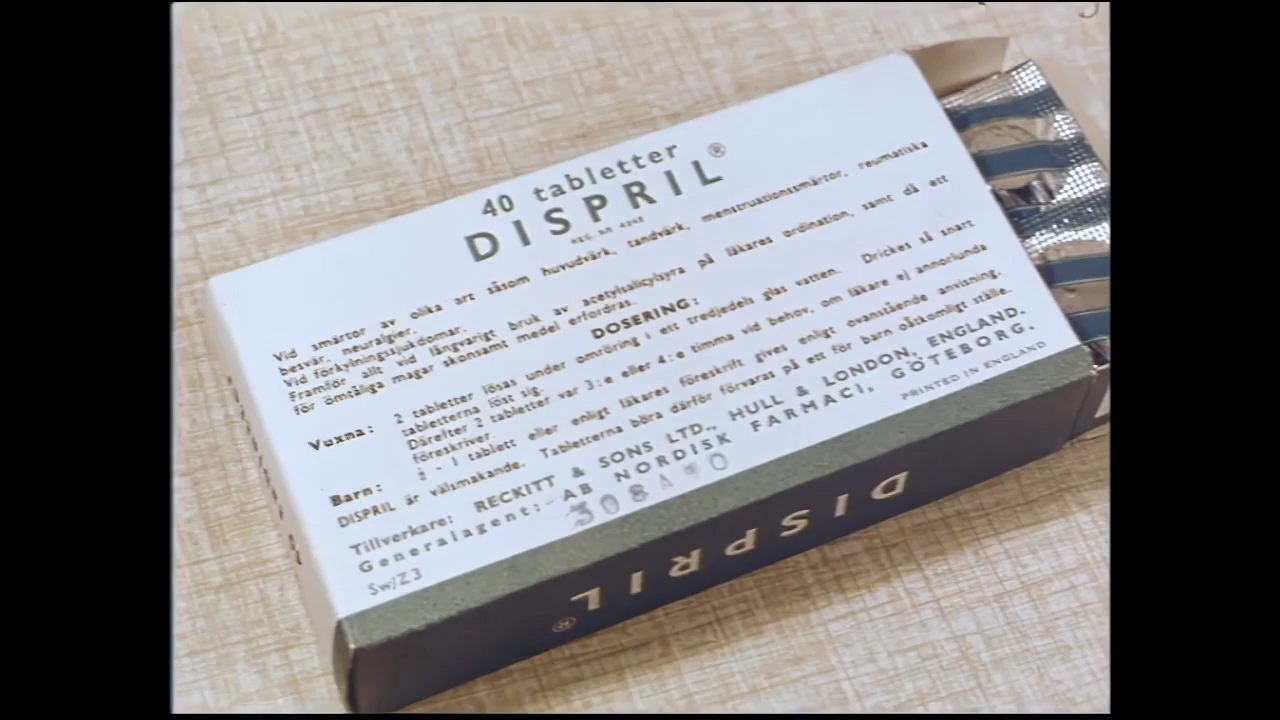 40 tabletter
DISPRIL®
Vid smärtor av olika art såsom huvudvärk, tandvärk, menstruationssmärtor, reumatiska
besvär, neuralgier.
Vid förkylningssjukdomar.
Framför allt vid långvarigt bruk av acetylsalicylsyra på läkares ordination, samt då ett
för ömtåliga magar skonsamt medel erfordras.
DOSERING:
Vuxna: 2 tabletter lösas under omröring i ett tredjedels glas vatten. Drickes så snart
tabletterna löst sig.
Därefter 2 tabletter var 3:e eller 4:e timma vid behov, om läkare ej annorlunda
föreskriver.
Barn: ½ - 1 tablett eller enligt läkares föreskrift gives enligt ovanstående anvisning.
DISPRIL är välsmakande. Tabletterna böra därför förvaras på ett för barn oåtkomligt ställe.
Tillverkare: RECKITT & SONS LTD., HULL & LONDON, ENGLAND.
Generalagent: AB NORDISK FARMACI, GÖTEBORG.
Sw/Z3
PRINTED IN ENGLAND
DISPRIL®